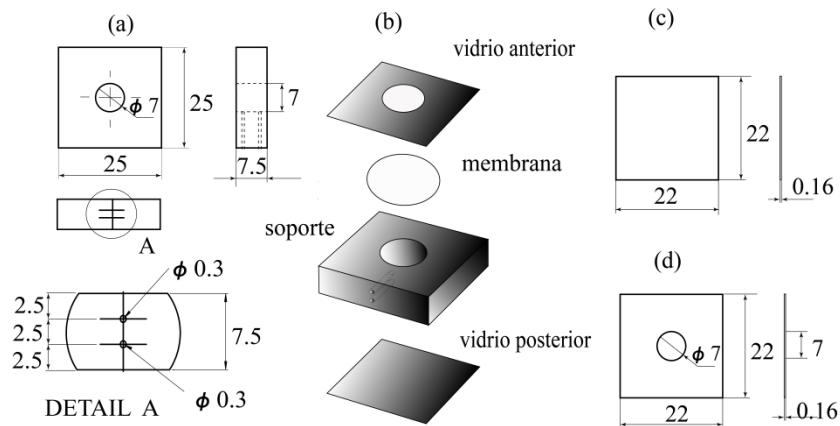 (a)
ϕ 7
25
25
7
7.5
A
ϕ 0.3
2.5
2.5
2.5
7.5
ϕ 0.3
DETAIL A
(b)
vidrio anterior
membrana
soporte
vidrio posterior
(c)
22
22
0.16
(d)
ϕ 7
22
22
7
0.16